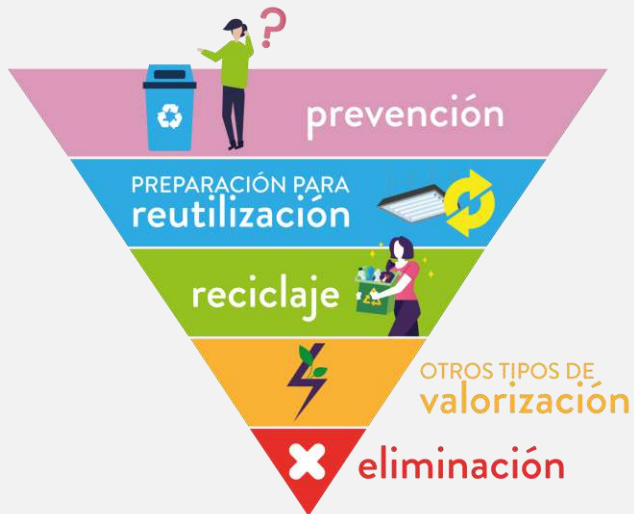 ?
prevención
PREPARACIÓN PARA
reutilización
reciclaje
OTROS TIPOS DE
valorización
eliminación